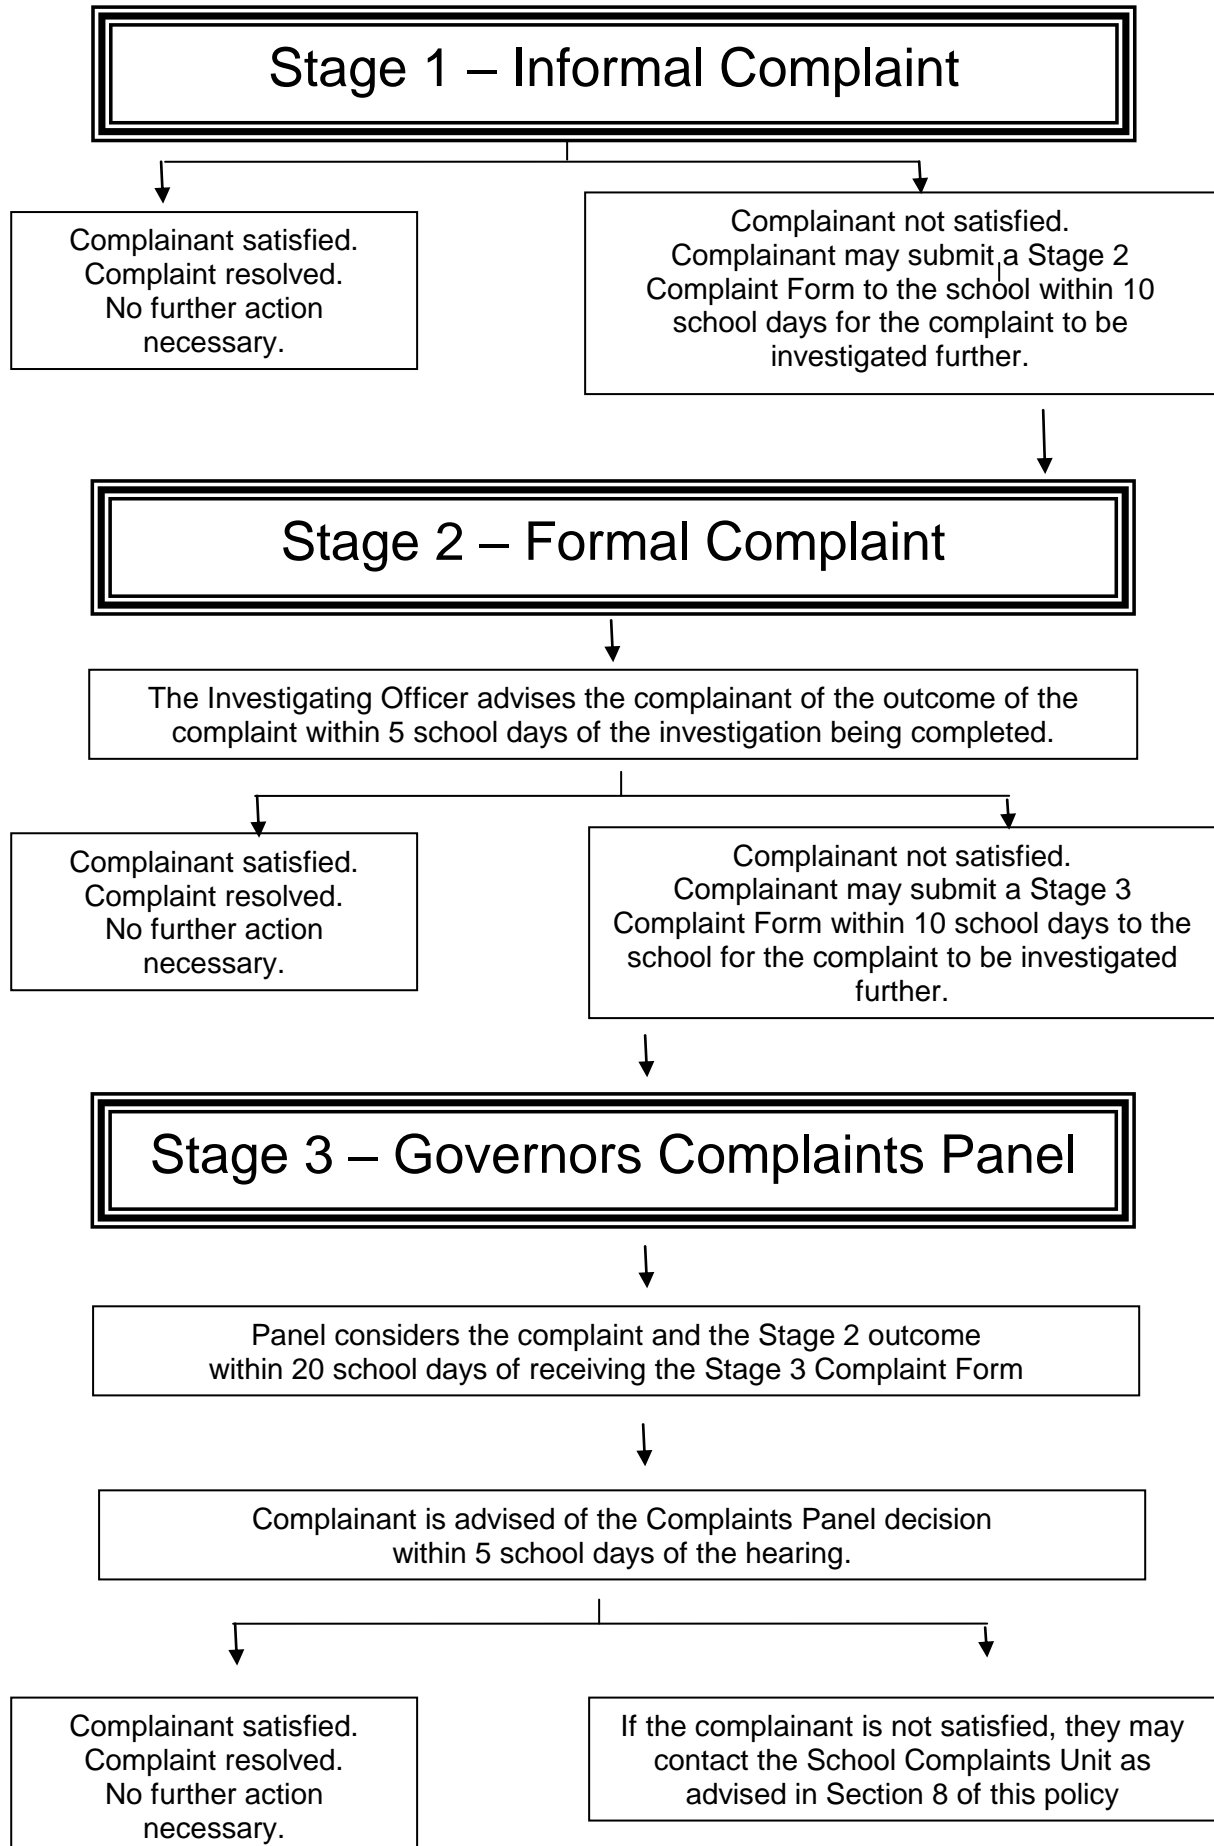 Stage 1 – Informal Complaint
Complainant satisfied.
Complaint resolved.
No further action
necessary.
Complainant not satisfied.
Complainant may submit a Stage 2
Complaint Form to the school within 10
school days for the complaint to be
investigated further.
Stage 2 – Formal Complaint
The Investigating Officer advises the complainant of the outcome of the
complaint within 5 school days of the investigation being completed.
Complainant satisfied.
Complaint resolved.
No further action
necessary.
Complainant not satisfied.
Complainant may submit a Stage 3
Complaint Form within 10 school days to the
school for the complaint to be investigated
further.
Stage 3 – Governors Complaints Panel
Panel considers the complaint and the Stage 2 outcome
within 20 school days of receiving the Stage 3 Complaint Form
Complainant is advised of the Complaints Panel decision
within 5 school days of the hearing.
Complainant satisfied.
Complaint resolved.
No further action
necessary.
If the complainant is not satisfied, they may
contact the School Complaints Unit as
advised in Section 8 of this policy